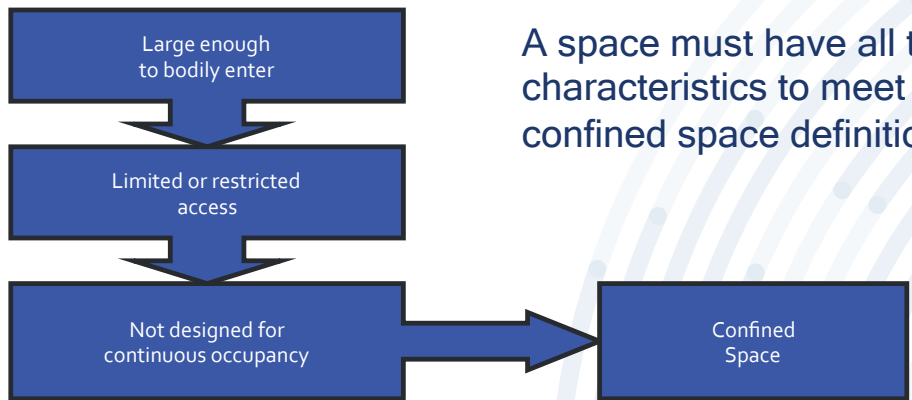 Large enough
to bodily enter
A space must have all
characteristics to meet
confined space
Limited or restricted
access
Not designed for
continuous occupancy
Confined
Space